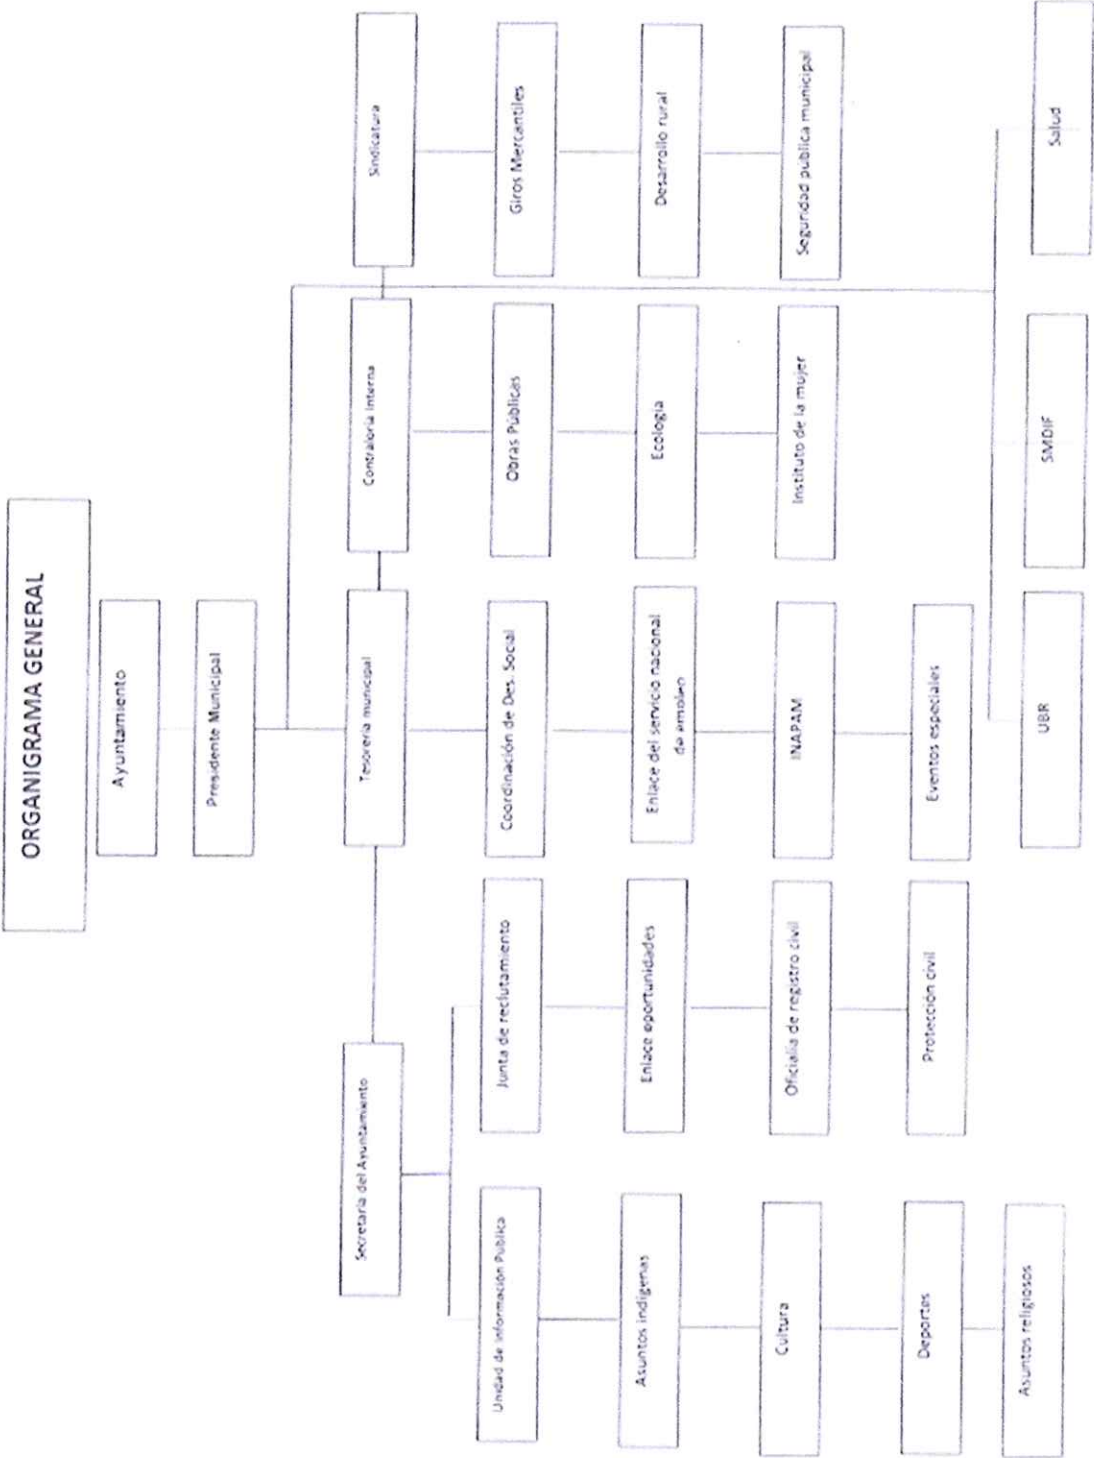 ORGANIGRAMA GENERAL
Ayuntamiento
Presidente Municipal
Secretaría del Ayuntamiento
Tesorería municipal
Contraloría Interna
Sindicatura
Unidad de Información Pública
Junta de reclutamiento
Coordinación de Des. Social
Obras Públicas
Giros Mercantiles
Asuntos indígenas
Enlace oportunidades
Enlace del servicio nacional
de empleo
Ecología
Desarrollo rural
Cultura
Oficialía de registro civil
INAPAM
Instituto de la mujer
Seguridad pública municipal
Deportes
Protección civil
Eventos especiales
Asuntos religiosos
UBR
SMDIF
Salud